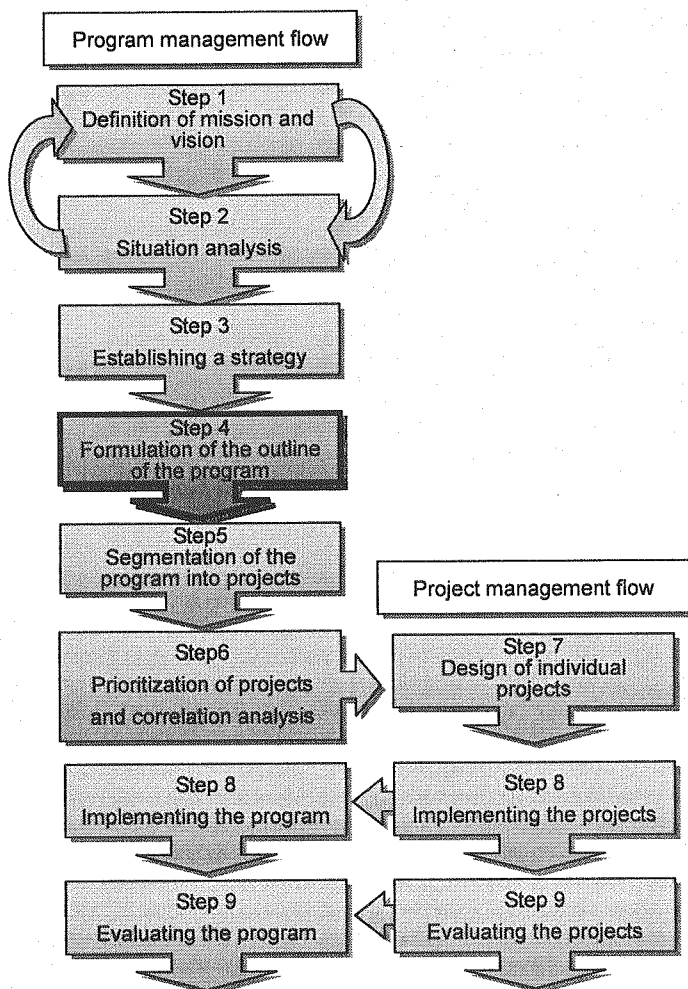 Program management flow
Step 1
Definition of mission and
vision
Step 2
Situation analysis
Step 3
Establishing a strategy
Step 4
Formulation of the outline
of the program
Step5
Segmentation of the
program into projects
Project management flow
Step6
Prioritization of projects
and correlation analysis
Step 7
Design of individual
projects
Step 8
Implementing the program
Step 8
Implementing the projects
Step 9
Evaluating the program
Step 9
Evaluating the projects